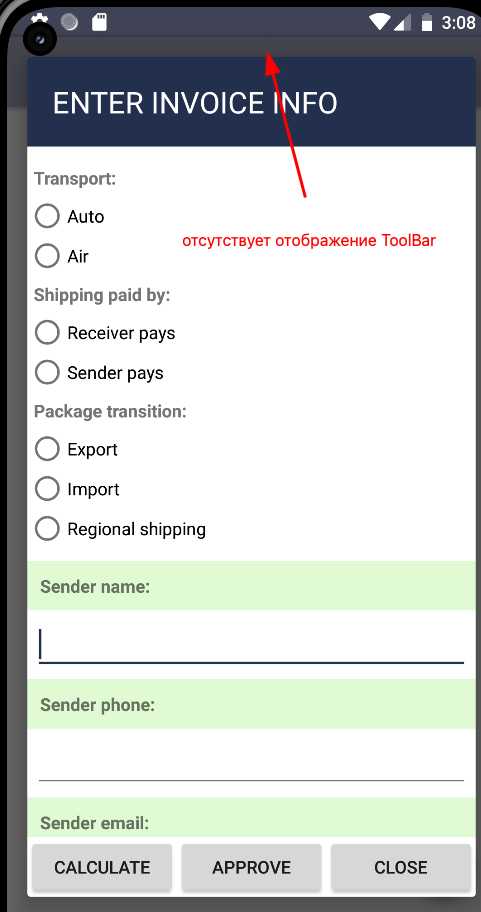 3:08
ENTER INVOICE INFO
Transport:
Auto
отсутствует отображение ToolBar
Air
Shipping paid by:
Receiver pays
Sender pays
Package transition:
Export
Import
Regional shipping
Sender name:
Sender phone:
Sender email:
CALCULATE APPROVE CLOSE